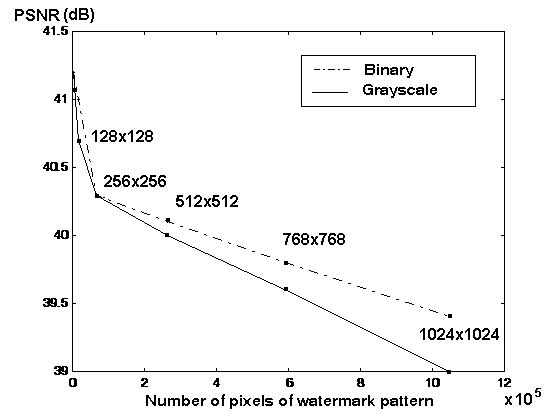 PSNR (dB)
41.5
Binary
Grayscale
41
128x128
40.5
256x256
512x512
40
768x768
39.5
1024x1024
39
0 2 4 6 8 10 12
Number of pixels of watermark pattern
x10^5